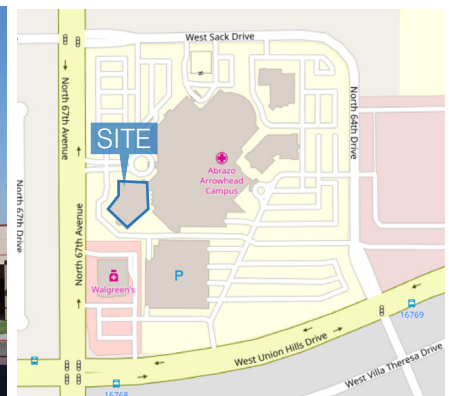 West Sack Drive
North 67th Avenue
North 64th Drive
SITE
Abrazo
Arrowhead
Campus
North 67th Drive
North 67th Avenue
P
Walgreen's
16769
West Union Hills Drive
West Villa Theresa Drive
16768